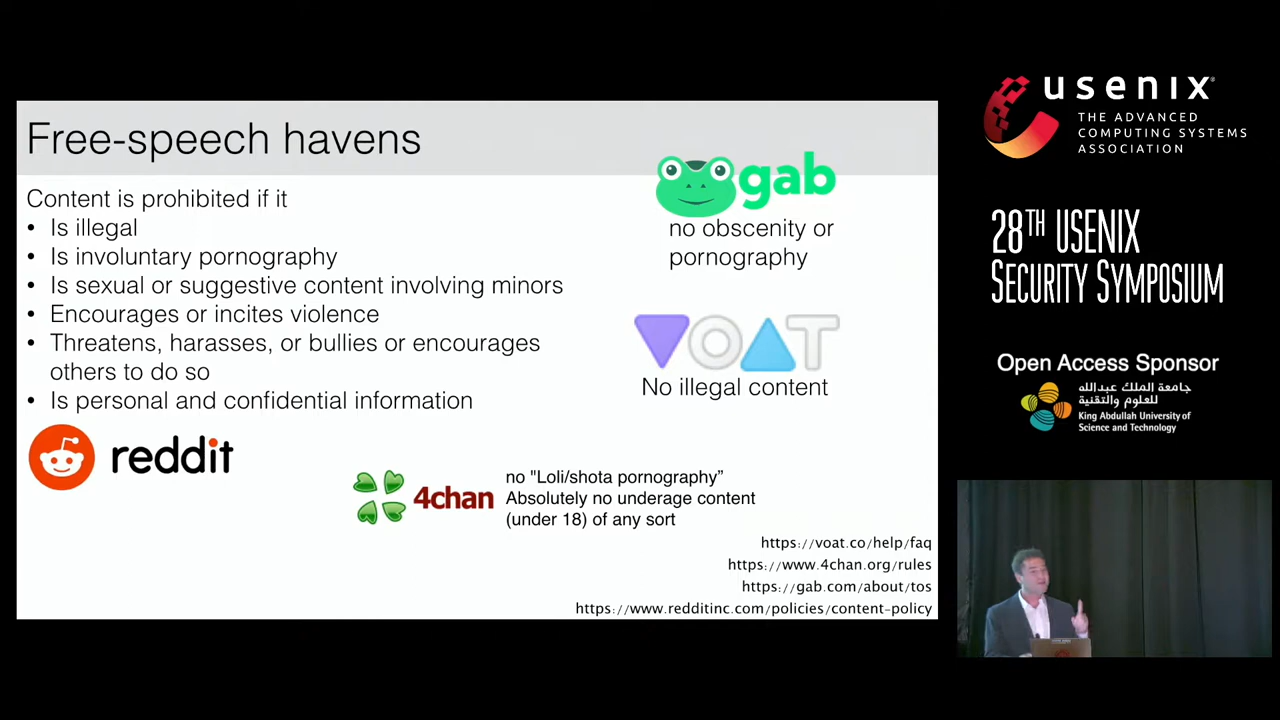 Free-speech havens
Content is prohibited if it
• Is illegal
• Is involuntary pornography
• Is sexual or suggestive content involving minors
• Encourages or incites violence
• Threatens, harasses, or bullies or encourages
others to do so
• Is personal and confidential information
reddit
gab
no obscenity or
pornography
VOAT
No illegal content
4chan
no "Loli/shota pornography”
Absolutely no underage content
(under 18) of any sort
https://voat.co/help/faq
https://www.4chan.org/rules
https://gab.com/about/tos
https://www.redditinc.com/policies/content-policy
usenix
THE ADVANCED
COMPUTING SYSTEMS
ASSOCIATION
28TH USENIX
SECURITY SYMPOSIUM
Open Access Sponsor
جامعة الملك عبدالله
للعلوم والتقنية
King Abdullah University of
Science and Technology